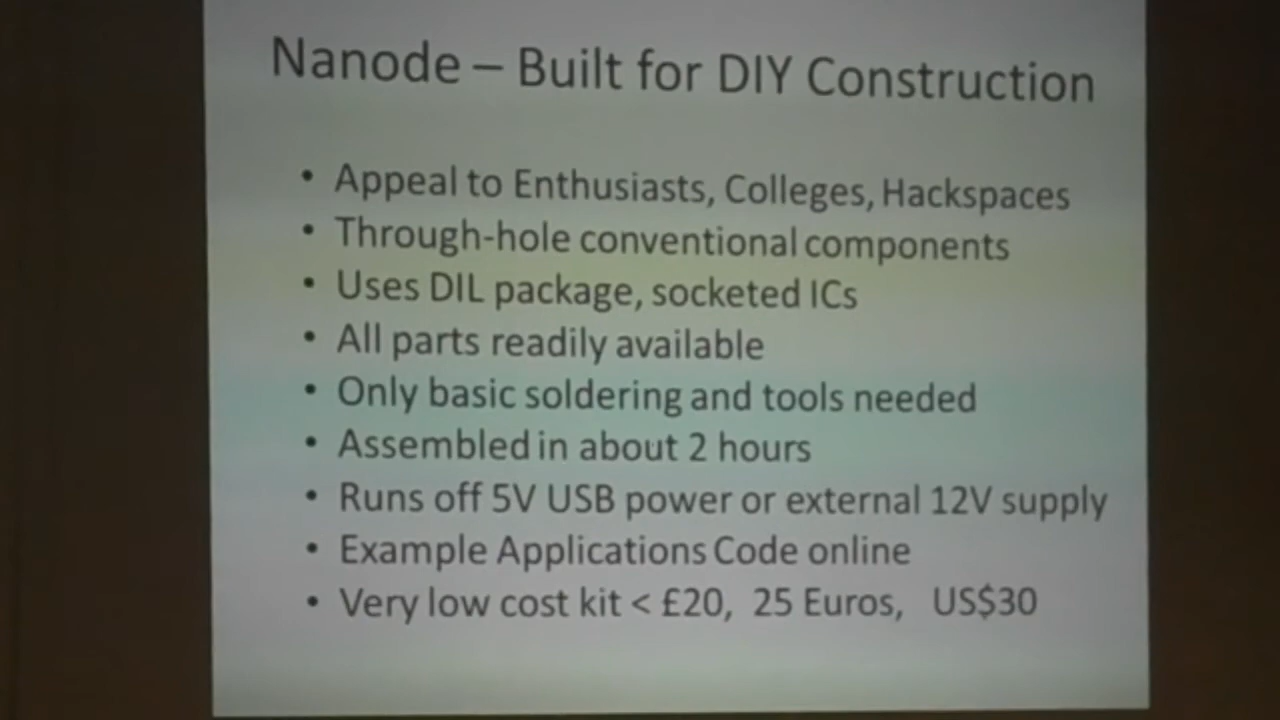 Nanode – Built for DIY Construction
• Appeal to Enthusiasts, Colleges, Hackspaces
• Through-hole conventional components
• Uses DIL package, socketed ICs
• All parts readily available
• Only basic soldering and tools needed
• Assembled in about 2 hours
• Runs off 5V USB power or external 12V supply
• Example Applications Code online
• Very low cost kit < £20, 25 Euros, US$30